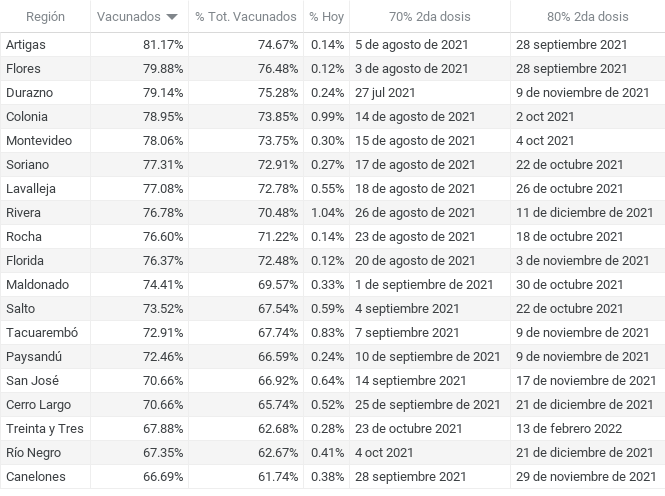 Región Vacunados % Tot. Vacunados % Hoy 70% 2da dosis 80% 2da dosis
Artigas 81.17% 74.67% 0.14% 5 de agosto de 2021 28 septiembre 2021
Flores 79.88% 76.48% 0.12% 3 de agosto de 2021 28 septiembre 2021
Durazno 79.14% 75.28% 0.24% 27 jul 2021 9 de noviembre de 2021
Colonia 78.95% 73.85% 0.99% 14 de agosto de 2021 2 oct 2021
Montevideo 78.06% 73.75% 0.30% 15 de agosto de 2021 4 oct 2021
Soriano 77.31% 72.91% 0.27% 17 de agosto de 2021 22 de octubre 2021
Lavalleja 77.08% 72.78% 0.55% 18 de agosto de 2021 26 de octubre 2021
Rivera 76.78% 70.48% 1.04% 26 de agosto de 2021 11 de diciembre de 2021
Rocha 76.60% 71.22% 0.14% 23 de agosto de 2021 18 de octubre 2021
Florida 76.37% 72.48% 0.12% 20 de agosto de 2021 3 de noviembre de 2021
Maldonado 74.41% 69.57% 0.33% 1 de septiembre de 2021 30 de octubre 2021
Salto 73.52% 67.54% 0.59% 4 septiembre 2021 22 de octubre 2021
Tacuarembó 72.91% 67.74% 0.83% 7 septiembre 2021 9 de noviembre de 2021
Paysandú 72.46% 66.59% 0.24% 10 de septiembre de 2021 9 de noviembre de 2021
San José 70.66% 66.92% 0.64% 14 septiembre 2021 17 de noviembre de 2021
Cerro Largo 70.66% 65.74% 0.52% 25 de septiembre de 2021 21 de diciembre de 2021
Treinta y Tres 67.88% 62.68% 0.28% 23 de octubre 2021 13 de febrero 2022
Río Negro 67.35% 62.67% 0.41% 4 oct 2021 21 de diciembre de 2021
Canelones 66.69% 61.74% 0.38% 28 septiembre 2021 29 de noviembre de 2021